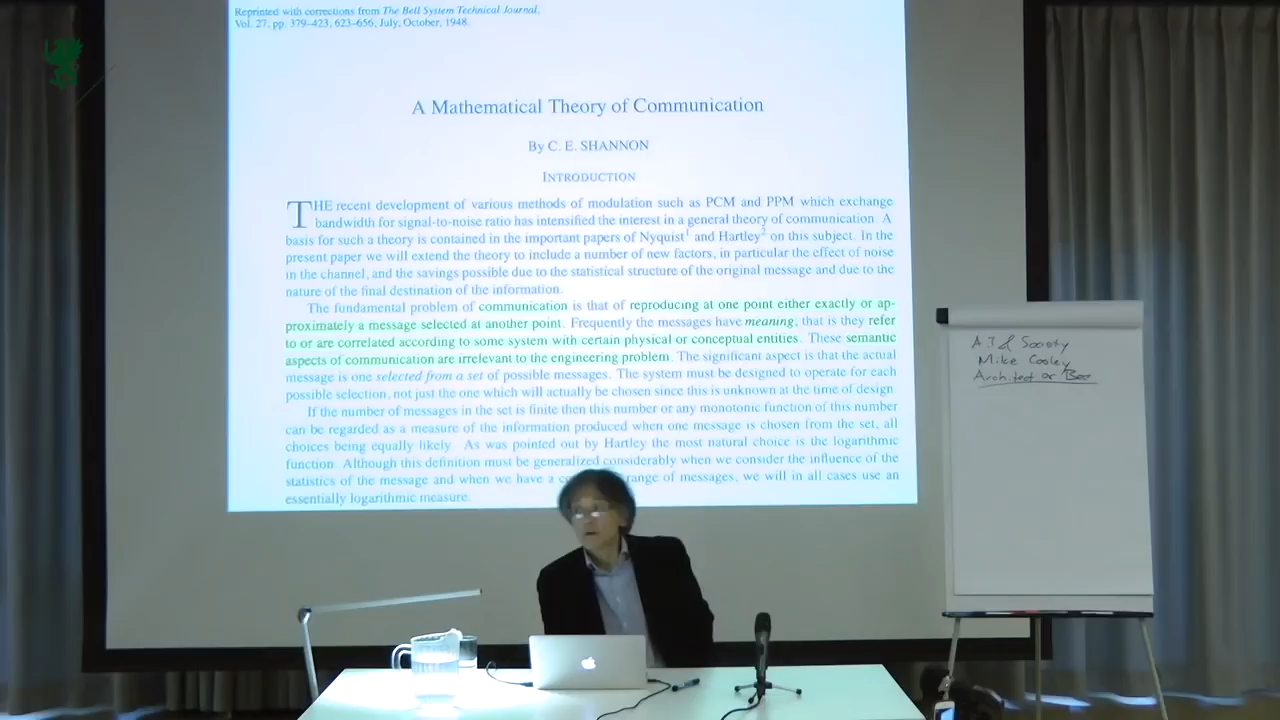 Reprinted with corrections from The Bell System Technical Journal,
Vol. 27, pp. 379–423, 623–656, July, October, 1948.
A Mathematical Theory of Communication
By C. E. SHANNON
INTRODUCTION
THE recent development of various methods of modulation such as PCM and PPM which exchange
bandwidth for signal-to-noise ratio has intensified the interest in a general theory of communication. A
basis for such a theory is contained in the important papers of Nyquist1 and Hartley2 on this subject. In the
present paper we will extend the theory to include a number of new factors, in particular the effect of noise
in the channel, and the savings possible due to the statistical structure of the original message and due to the
nature of the final destination of the information.
The fundamental problem of communication is that of reproducing at one point either exactly or ap-
proximately a message selected at another point. Frequently the messages have meaning; that is they refer
to or are correlated according to some system with certain physical or conceptual entities. These semantic
aspects of communication are irrelevant to the engineering problem. The significant aspect is that the actual
message is one selected from a set of possible messages. The system must be designed to operate for each
possible selection, not just the one which will actually be chosen since this is unknown at the time of design.
If the number of messages in the set is finite then this number or any monotonic function of this number
can be regarded as a measure of the information produced when one message is chosen from the set, all
choices being equally likely. As was pointed out by Hartley the most natural choice is the logarithmic
function. Although this definition must be generalized considerably when we consider the influence of the
statistics of the message and when we have a range of messages, we will in all cases use an
essentially logarithmic measure.
AI & Society
Mike Cooley
Architect or Bee